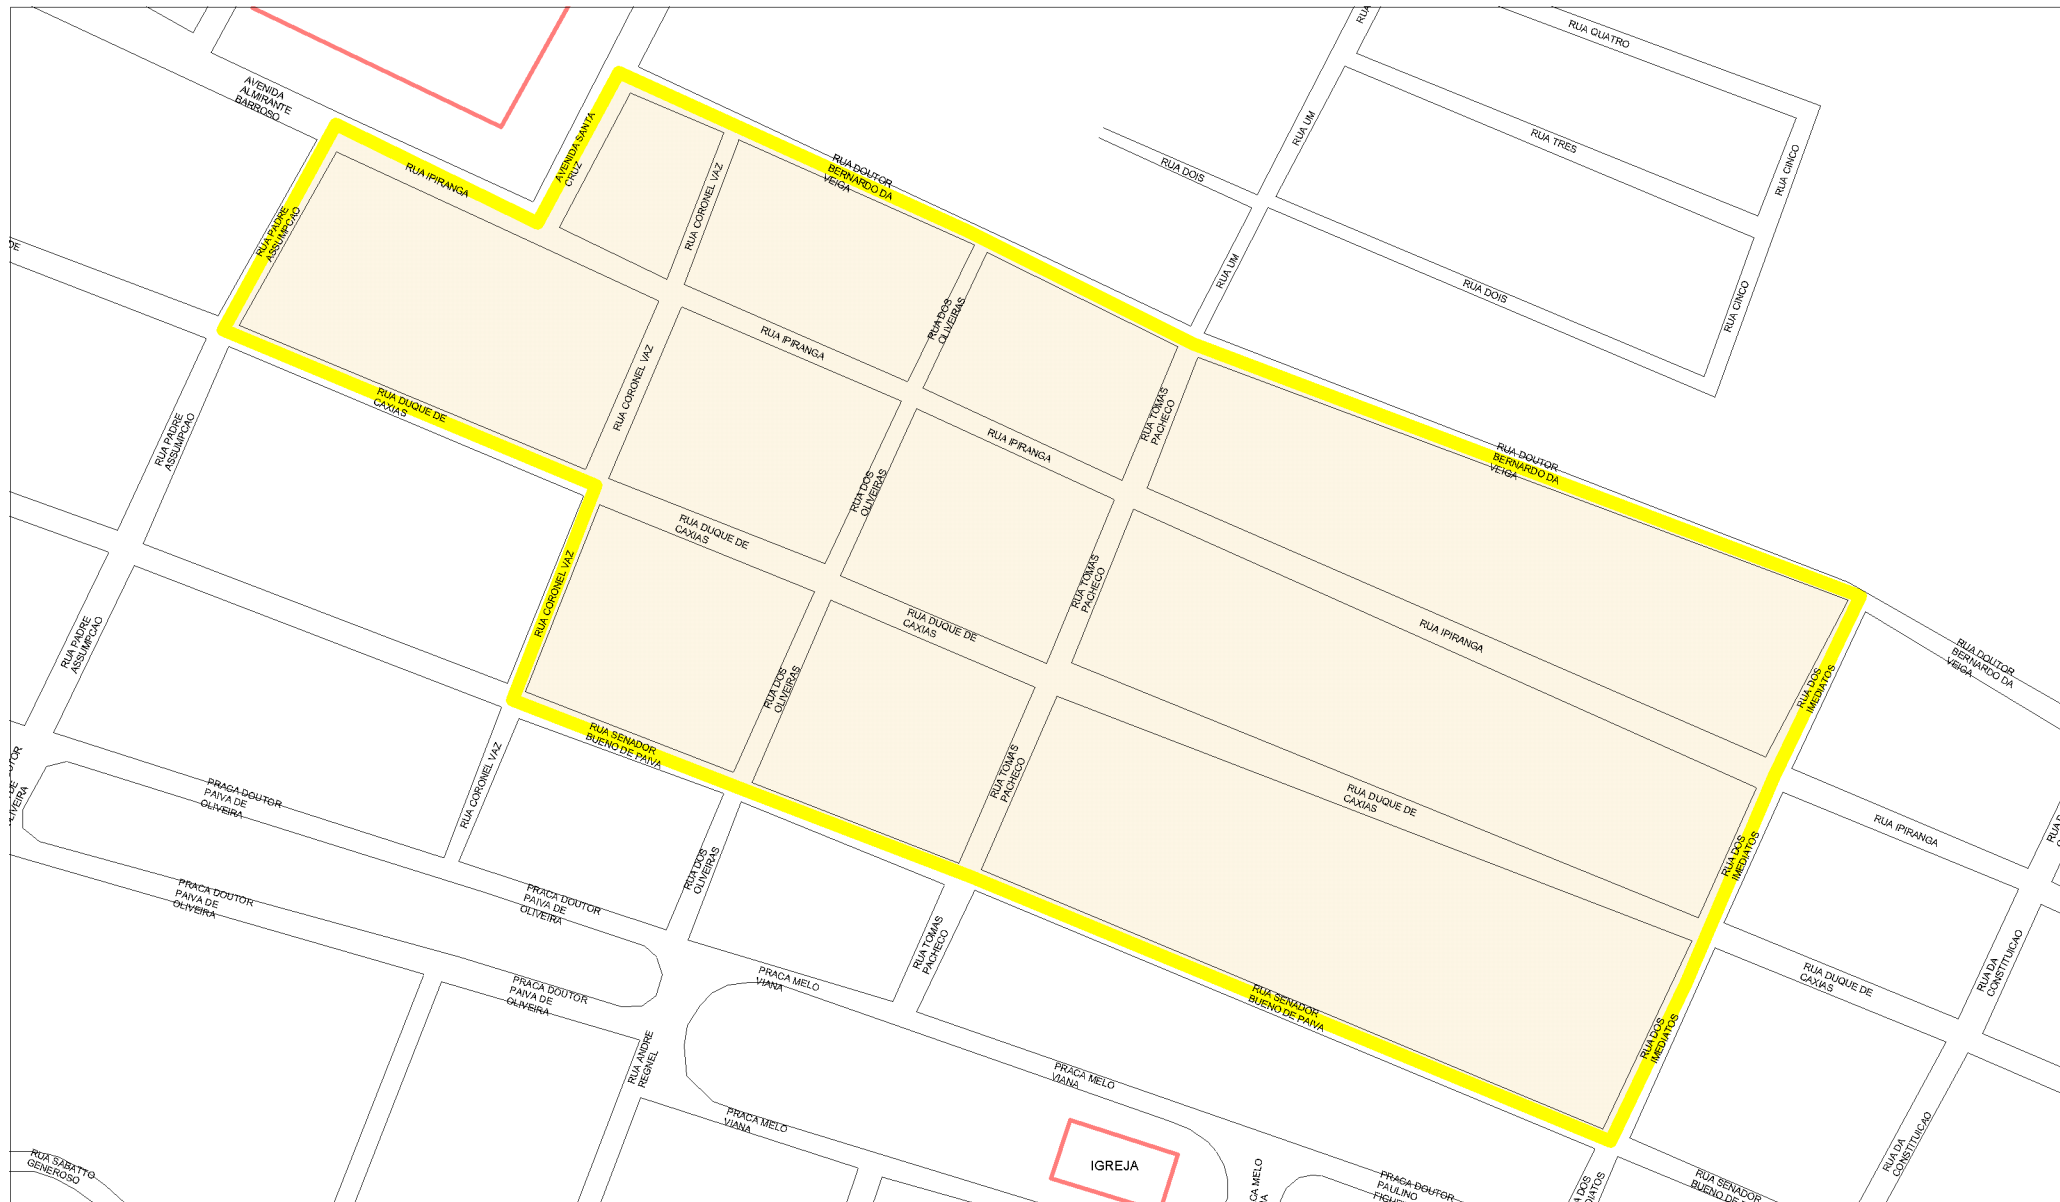 RUA QUATRO
RUA
AVENIDA
ALMIRANTE
BARROSO
RUA UM
RUA TRES
RUA CINCO
AVENIDA SANTA
CRUZ
RUA IPIRANGA
RUA DOUTOR
BERNARDO DA
VEIGA
RUA DOIS
RUA PADRE
ASSUMPCAO
RUA CORONEL VAZ
DE
RUA UM
RUA DOIS
RUA CINCO
RUA DOS
OLIVEIRAS
RUA IPIRANGA
RUA CORONEL VAZ
RUA DUQUE DE
CAXIAS
RUA TOMAS
PACHECO
RUA PADRE
ASSUMPCAO
RUA IPIRANGA
RUA DOUTOR
BERNARDO DA
VEIGA
RUA DOS
OLIVEIRAS
RUA DUQUE DE
CAXIAS
RUA CORONEL VAZ
RUA TOMAS
PACHECO
RUA PADRE
ASSUMPCAO
RUA DUQUE DE
CAXIAS
RUA IPIRANGA
RUA DOUTOR
BERNARDO DA
VEIGA
RUA DOS
OLIVEIRAS
RUA DOS
IMEDIATOS
RUA SENADOR
BUENO DE PAIVA
RUA CORONEL VAZ
RUA TOMAS
PACHECO
PRACA DOUTOR
PAIVA DE
OLIVEIRA
RUA DUQUE DE
CAXIAS
RUA IPIRANGA
RUA DOS
IMEDIATOS
RUA DOS
OLIVEIRAS
PRACA DOUTOR
PAIVA DE
OLIVEIRA
PRACA DOUTOR
PAIVA DE
OLIVEIRA
RUA TOMAS
PACHECO
RUA DA
CONSTITUICAO
RUA DUQUE DE
CAXIAS
PRACA MELO
VIANA
PRACA DOUTOR
PAIVA DE
OLIVEIRA
RUA SENADOR
BUENO DE PAIVA
RUA DOS
IMEDIATOS
RUA ANDRE
REGNEL
PRACA MELO
VIANA
PRACA MELO
VIANA
RUA DA
CONSTITUICAO
RUA SABATTO
GENEROSO
IGREJA
CA MELO
PRACA DOUTOR
PAULINO
RUA SENADOR
BUENO DE